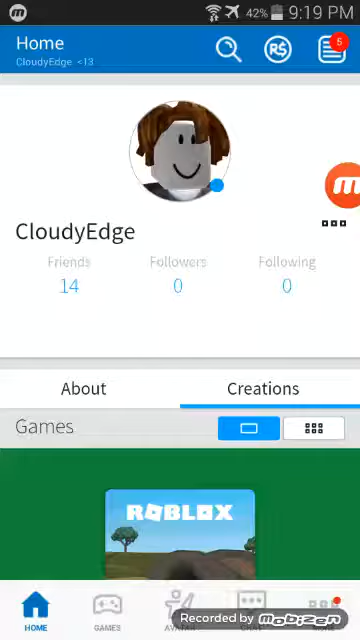 42% 9:19 PM
Home
CloudyEdge <13
R$
5
CloudyEdge
Friends
Followers
Following
14
0
0
About
Creations
Games
ROBLOX
HOME
GAMES
Recorded by mobizen